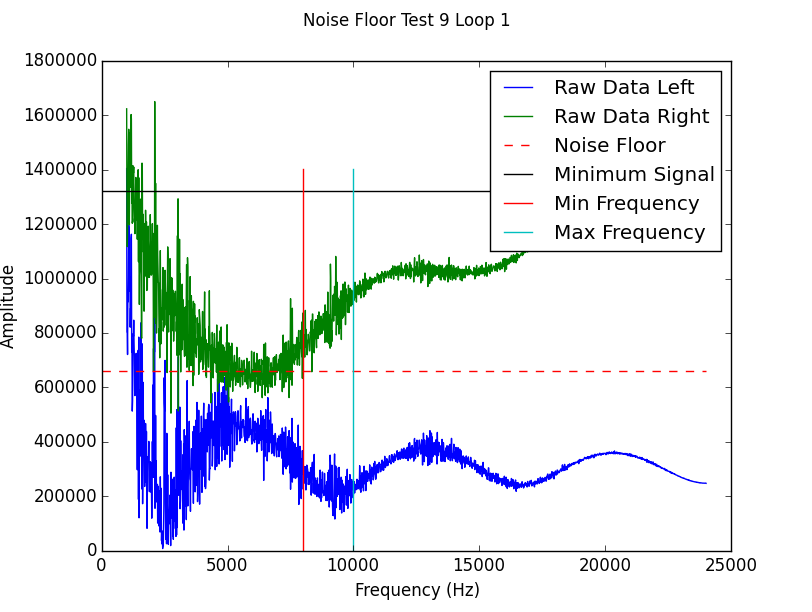 Noise Floor Test 9 Loop 1
1800000
1600000
1400000
1200000
1000000
800000
600000
400000
200000
0
Amplitude
Raw Data Left
Raw Data Right
Noise Floor
Minimum Signal
Min Frequency
Max Frequency
0 5000 10000 15000 20000 25000
Frequency (Hz)